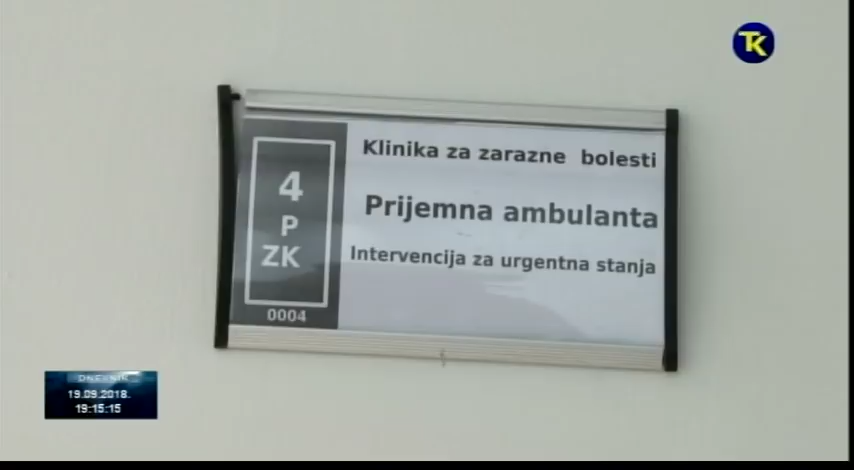 TK
Klinika za zarazne bolesti
4
P
ZK
Prijemna ambulanta
Intervencija za urgentna stanja
0004
DNEVNIK
19.09.2018.
19:15:15